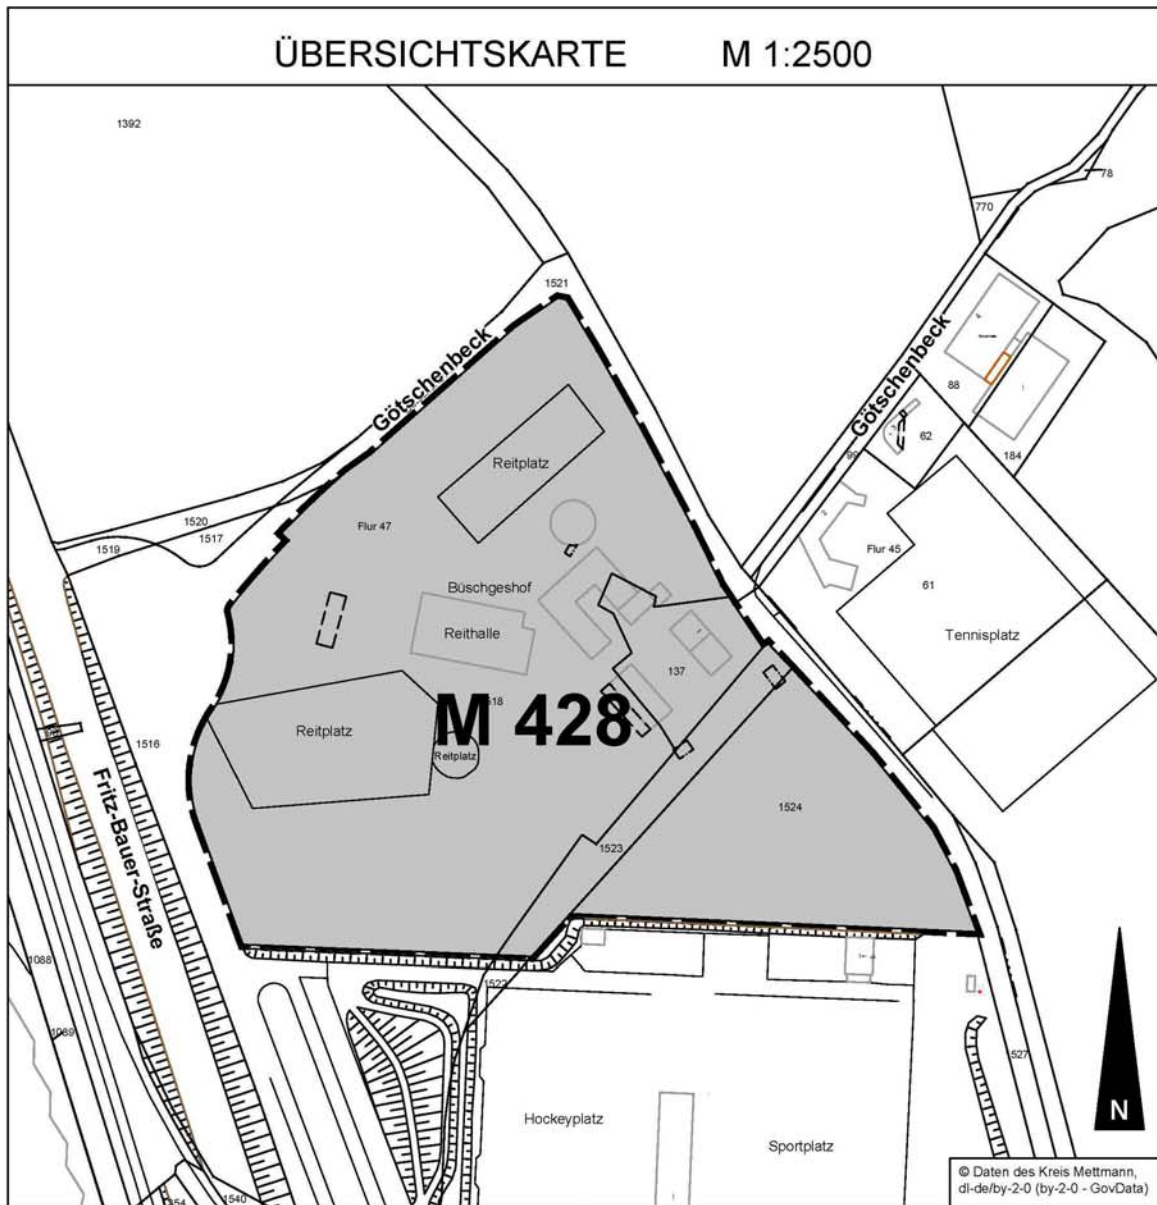 ÜBERSICHTSKARTE M 1:2500
1392
78
770
1521
Götschenbeck
Götschenbeck
88
62
99
184
Reitplatz
1520
1517
1519
Flur 47
Flur 45
61
Büschgeshof
Reithalle
Tennisplatz
137
M 428
Reitplatz
Reitplatz
1516
Fritz-Bauer-Straße
1524
1523
1088
1522
1089
527
Hockeyplatz
Sportplatz
N
1540
© Daten des Kreis Mettmann,
dl-de/by-2-0 (by-2-0 - GovData)